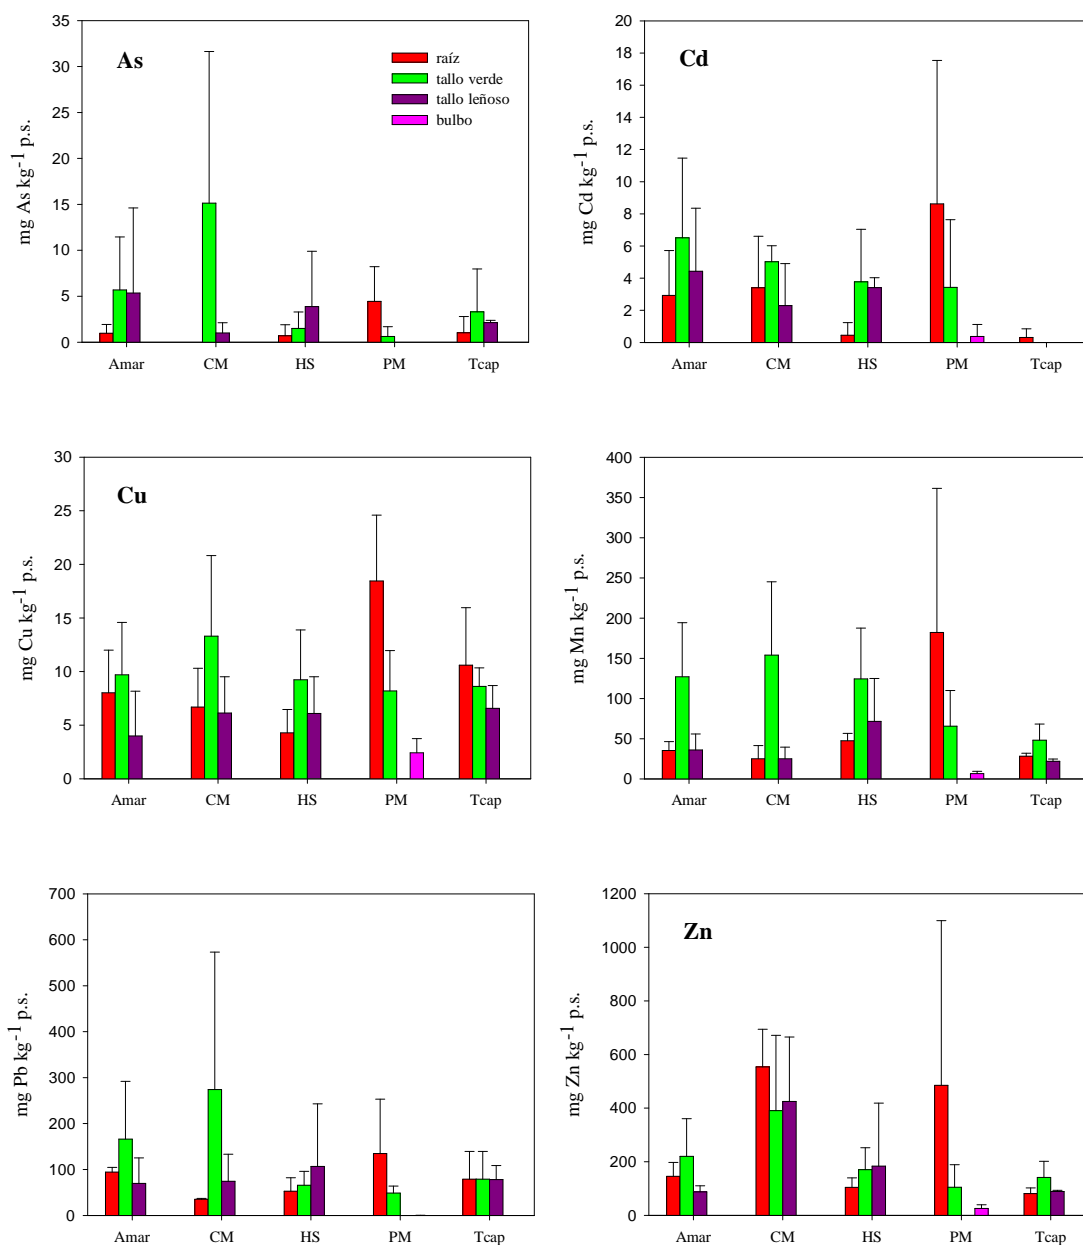 As
raíz
tallo verde
tallo leñoso
bulbo
mg As kg-1 p.s.
35
30
25
20
15
10
5
0
Amar CM HS PM Tcap
Cd
mg Cd kg-1 p.s.
20
18
16
14
12
10
8
6
4
2
0
Amar CM HS PM Tcap
Cu
mg Cu kg-1 p.s.
30
25
20
15
10
5
0
Amar CM HS PM Tcap
mg Mn kg-1 p.s.
400
350
300
250
200
150
100
50
0
Amar CM HS PM Tcap
mg Pb kg-1 p.s.
700
600
500
400
300
200
100
0
Amar CM HS PM Tcap
Zn
mg Zn kg-1 p.s.
1200
1000
800
600
400
200
0
Amar CM HS PM Tcap